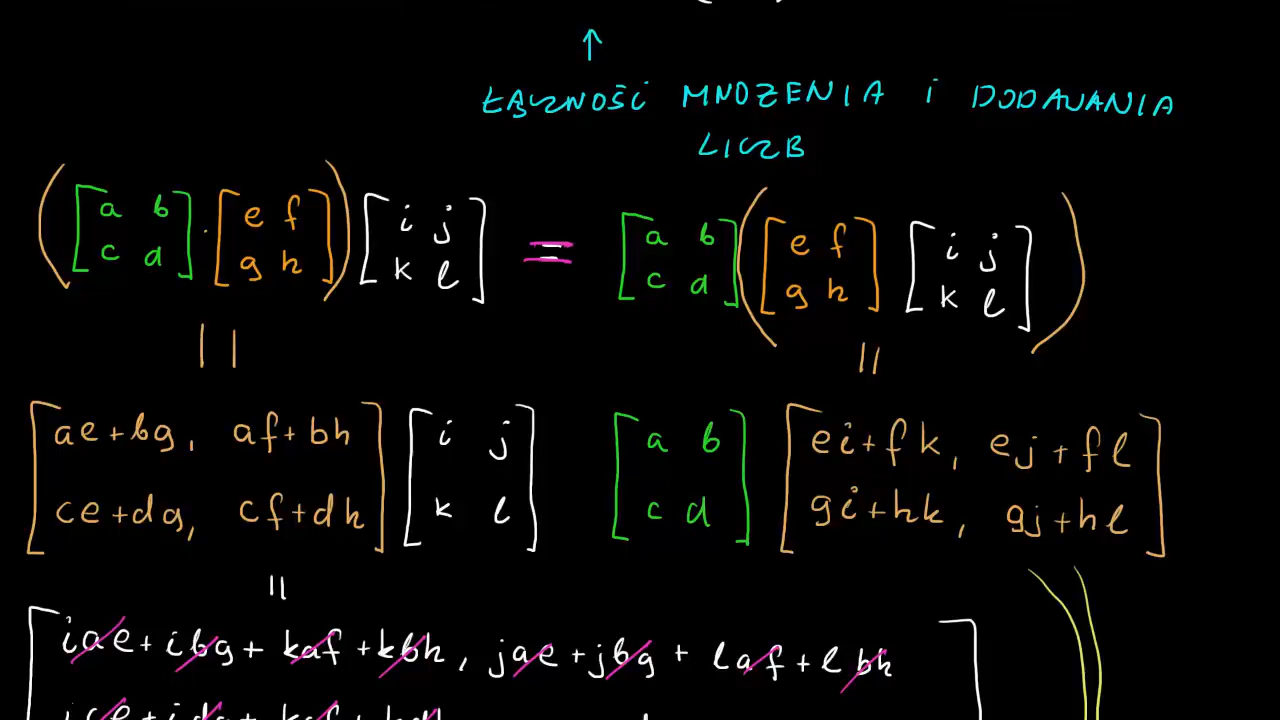 ↑
ŁĄCZNOŚĆ MNOŻENIA I DODAWANIA
LICZB
([a b] · [e f]) [i j] = [a b] ([e f] [i j])
([c d] [g h]) [k l] [c d] ([g h] [k l])
|| ||
[ae+bg, af+bh] [i j] [a b] [ei+fk, ej+fl]
[ce+dg, cf+dh] [k l] [c d] [gi+hk, gj+hl]
||
[iae+ibg+kaf+kbh, jae+jbg+laf+lbh]